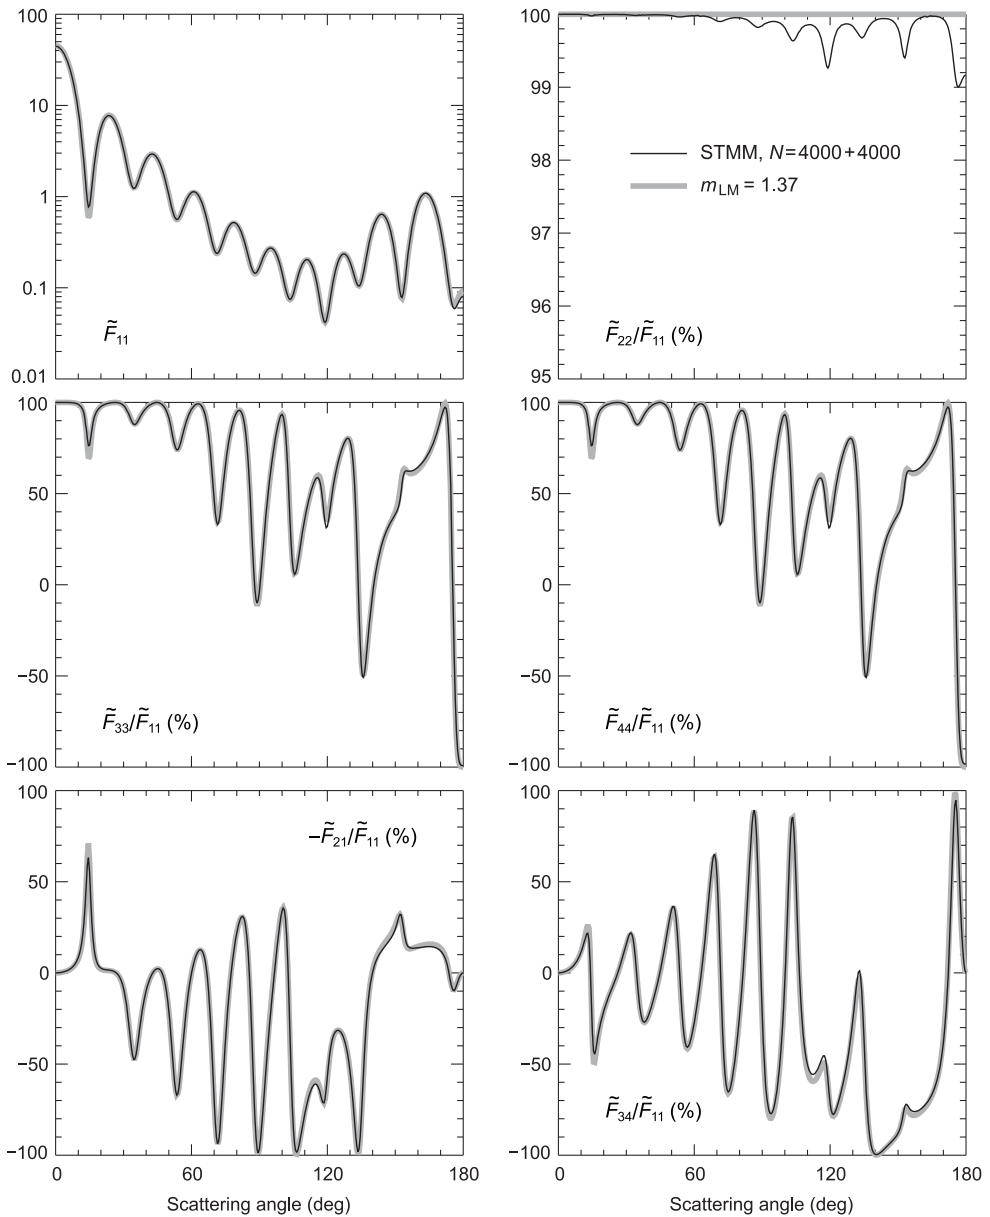 100
10
1
0.1
0.01
F̃11
100
99
98
97
96
95
STMM, N=4000+4000
mLM = 1.37
F̃22/F̃11 (%)
100
50
0
−50
−100
F̃33/F̃11 (%)
100
50
0
−50
−100
F̃44/F̃11 (%)
100
50
0
−50
−100
0 60 120 180
−F̃21/F̃11 (%)
Scattering angle (deg)
100
50
0
−50
−100
0 60 120 180
F̃34/F̃11 (%)
Scattering angle (deg)